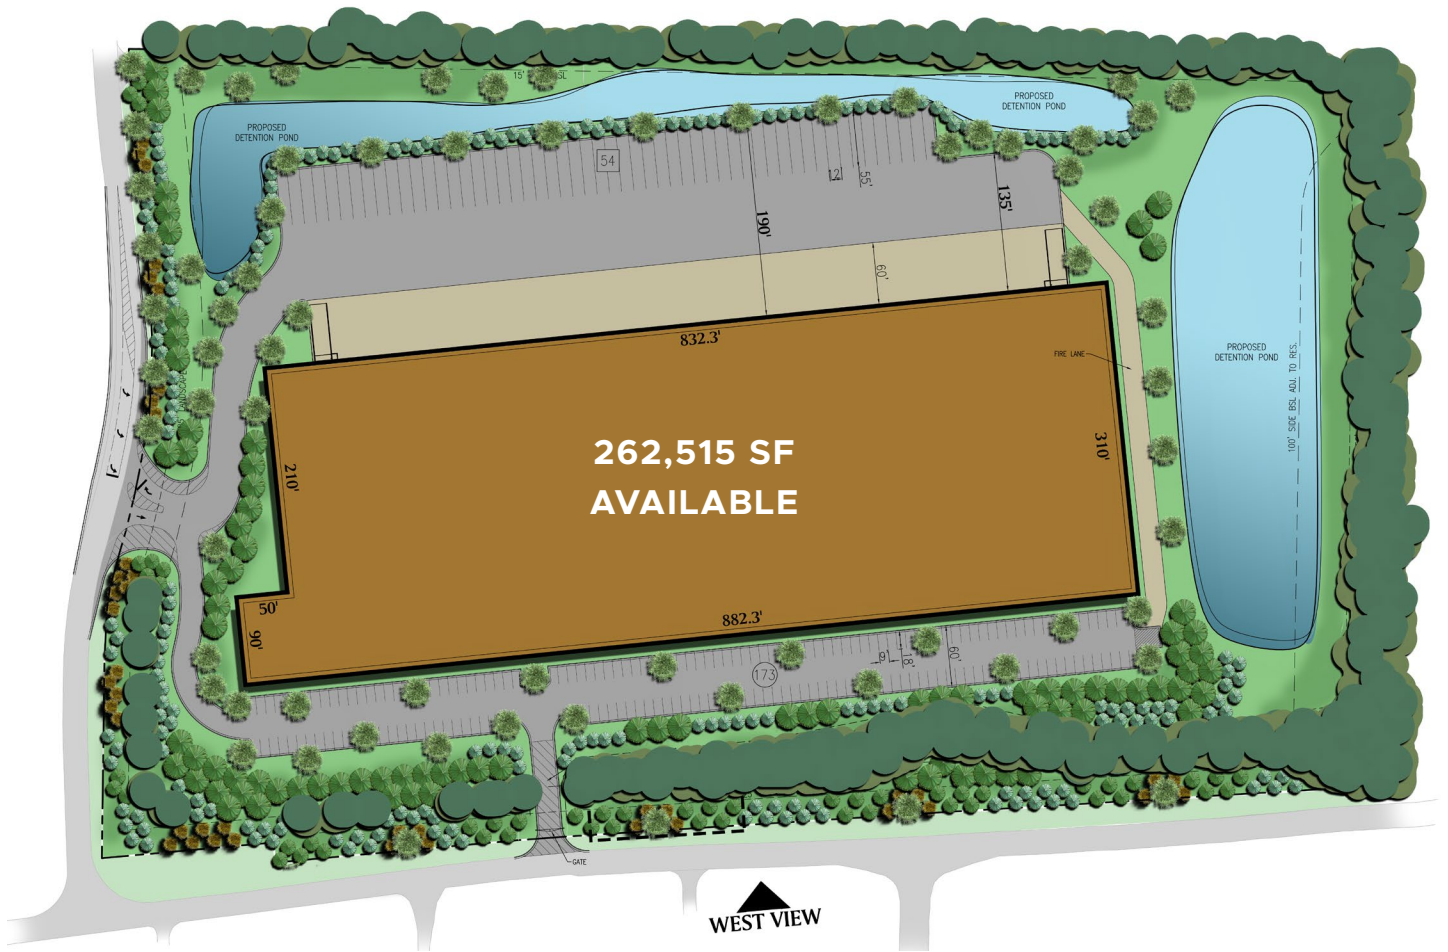 15'
SL
PROPOSED
DETENTION POND
PROPOSED
DETENTION POND
54
12'
55'
190'
135'
60'
832.3'
PROPOSED
DETENTION POND
FIRE LANE
100' SIDE BSL ADJ. TO RES.
262,515 SF
AVAILABLE
210'
310'
50'
90'
882.3'
173
9'
18'
60'
GATE
WEST VIEW